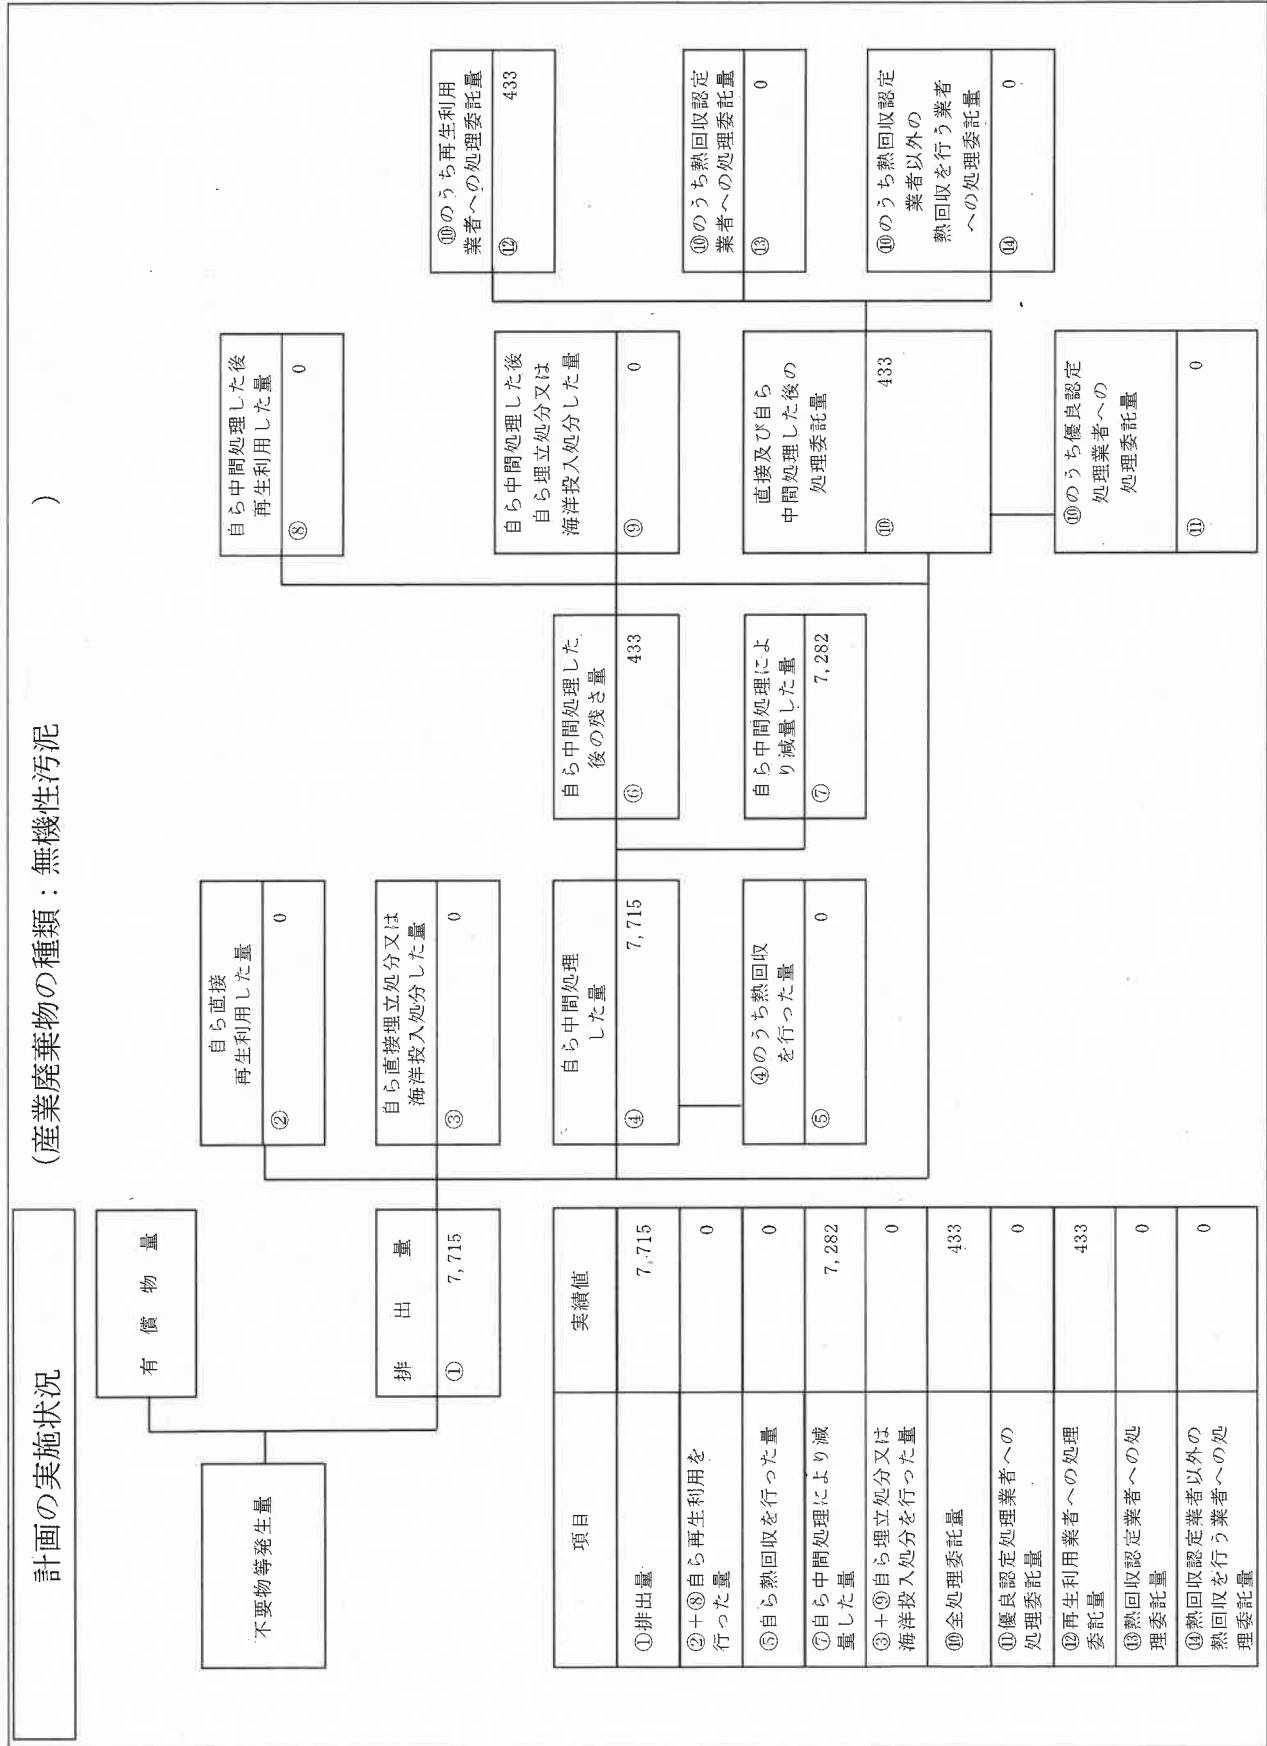 計画の実施状況
(産業廃棄物の種類：無機性汚泥 )
不要物等発生量
有償物量
排出量
① 7,715
自ら直接
再生利用した量
② 0
自ら直接埋立処分又は
海洋投入処分した量
③ 0
自ら中間処理
した量
④ 7,715
④のうち熱回収
を行った量
⑤ 0
自ら中間処理した
後の残さ量
⑥ 433
自ら中間処理によ
り減量した量
⑦ 7,282
自ら中間処理した後
再生利用した量
⑧ 0
自ら中間処理した後
自ら埋立処分又は
海洋投入処分した量
⑨ 0
直接及び自ら
中間処理した後の
処理委託量
⑩ 433
⑩のうち優良認定
処理業者への
処理委託量
⑪ 0
⑩のうち再生利用
業者への処理委託量
⑫ 433
⑩のうち熱回収認定
業者への処理委託量
⑬ 0
⑩のうち熱回収認定
業者以外の
熱回収を行う業者
への処理委託量
⑭ 0
項目 実績値
①排出量 7,715
②＋⑧自ら再生利用を
行った量 0
⑤自ら熱回収を行った量 0
⑦自ら中間処理により減
量した量 7,282
③＋⑨自ら埋立処分又は
海洋投入処分を行った量 0
⑩全処理委託量 433
⑪優良認定処理業者への
処理委託量 0
⑫再生利用業者への処理
委託量 433
⑬熱回収認定業者への処
理委託量 0
⑭熱回収認定業者以外の
熱回収を行う業者への処
理委託量 0